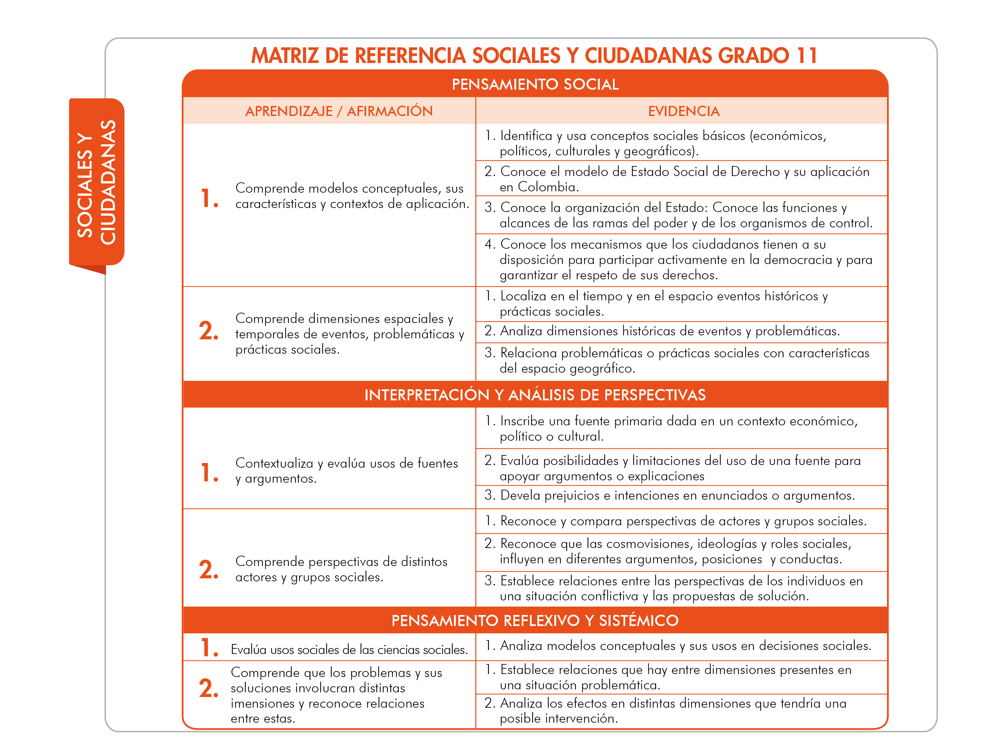 MATRIZ DE REFERENCIA SOCIALES Y CIUDADANAS GRADO 11
SOCIALES Y
CIUDADANAS
PENSAMIENTO SOCIAL
APRENDIZAJE / AFIRMACIÓN
EVIDENCIA
1.
Comprende modelos conceptuales, sus
características y contextos de aplicación.
1. Identifica y usa conceptos sociales básicos (económicos,
políticos, culturales y geográficos).
2. Conoce el modelo de Estado Social de Derecho y su aplicación
en Colombia.
3. Conoce la organización del Estado: Conoce las funciones y
alcances de las ramas del poder y de los organismos de control.
4. Conoce los mecanismos que los ciudadanos tienen a su
disposición para participar activamente en la democracia y para
garantizar el respeto de sus derechos.
2.
Comprende dimensiones espaciales y
temporales de eventos, problemáticas y
prácticas sociales.
1. Localiza en el tiempo y en el espacio eventos históricos y
prácticas sociales.
2. Analiza dimensiones históricas de eventos y problemáticas.
3. Relaciona problemáticas o prácticas sociales con características
del espacio geográfico.
INTERPRETACIÓN Y ANÁLISIS DE PERSPECTIVAS
1.
Contextualiza y evalúa usos de fuentes
y argumentos.
1. Inscribe una fuente primaria dada en un contexto económico,
político o cultural.
2. Evalúa posibilidades y limitaciones del uso de una fuente para
apoyar argumentos o explicaciones
3. Devela prejuicios e intenciones en enunciados o argumentos.
2.
Comprende perspectivas de distintos
actores y grupos sociales.
1. Reconoce y compara perspectivas de actores y grupos sociales.
2. Reconoce que las cosmovisiones, ideologías y roles sociales,
influyen en diferentes argumentos, posiciones  y conductas.
3. Establece relaciones entre las perspectivas de los individuos en
una situación conflictiva y las propuestas de solución.
PENSAMIENTO REFLEXIVO Y SISTÉMICO
1.
Evalúa usos sociales de las ciencias sociales.
1. Analiza modelos conceptuales y sus usos en decisiones sociales.
2.
Comprende que los problemas y sus
soluciones involucran distintas
imensiones y reconoce relaciones
entre estas.
1. Establece relaciones que hay entre dimensiones presentes en
una situación problemática.
2. Analiza los efectos en distintas dimensiones que tendría una
posible intervención.